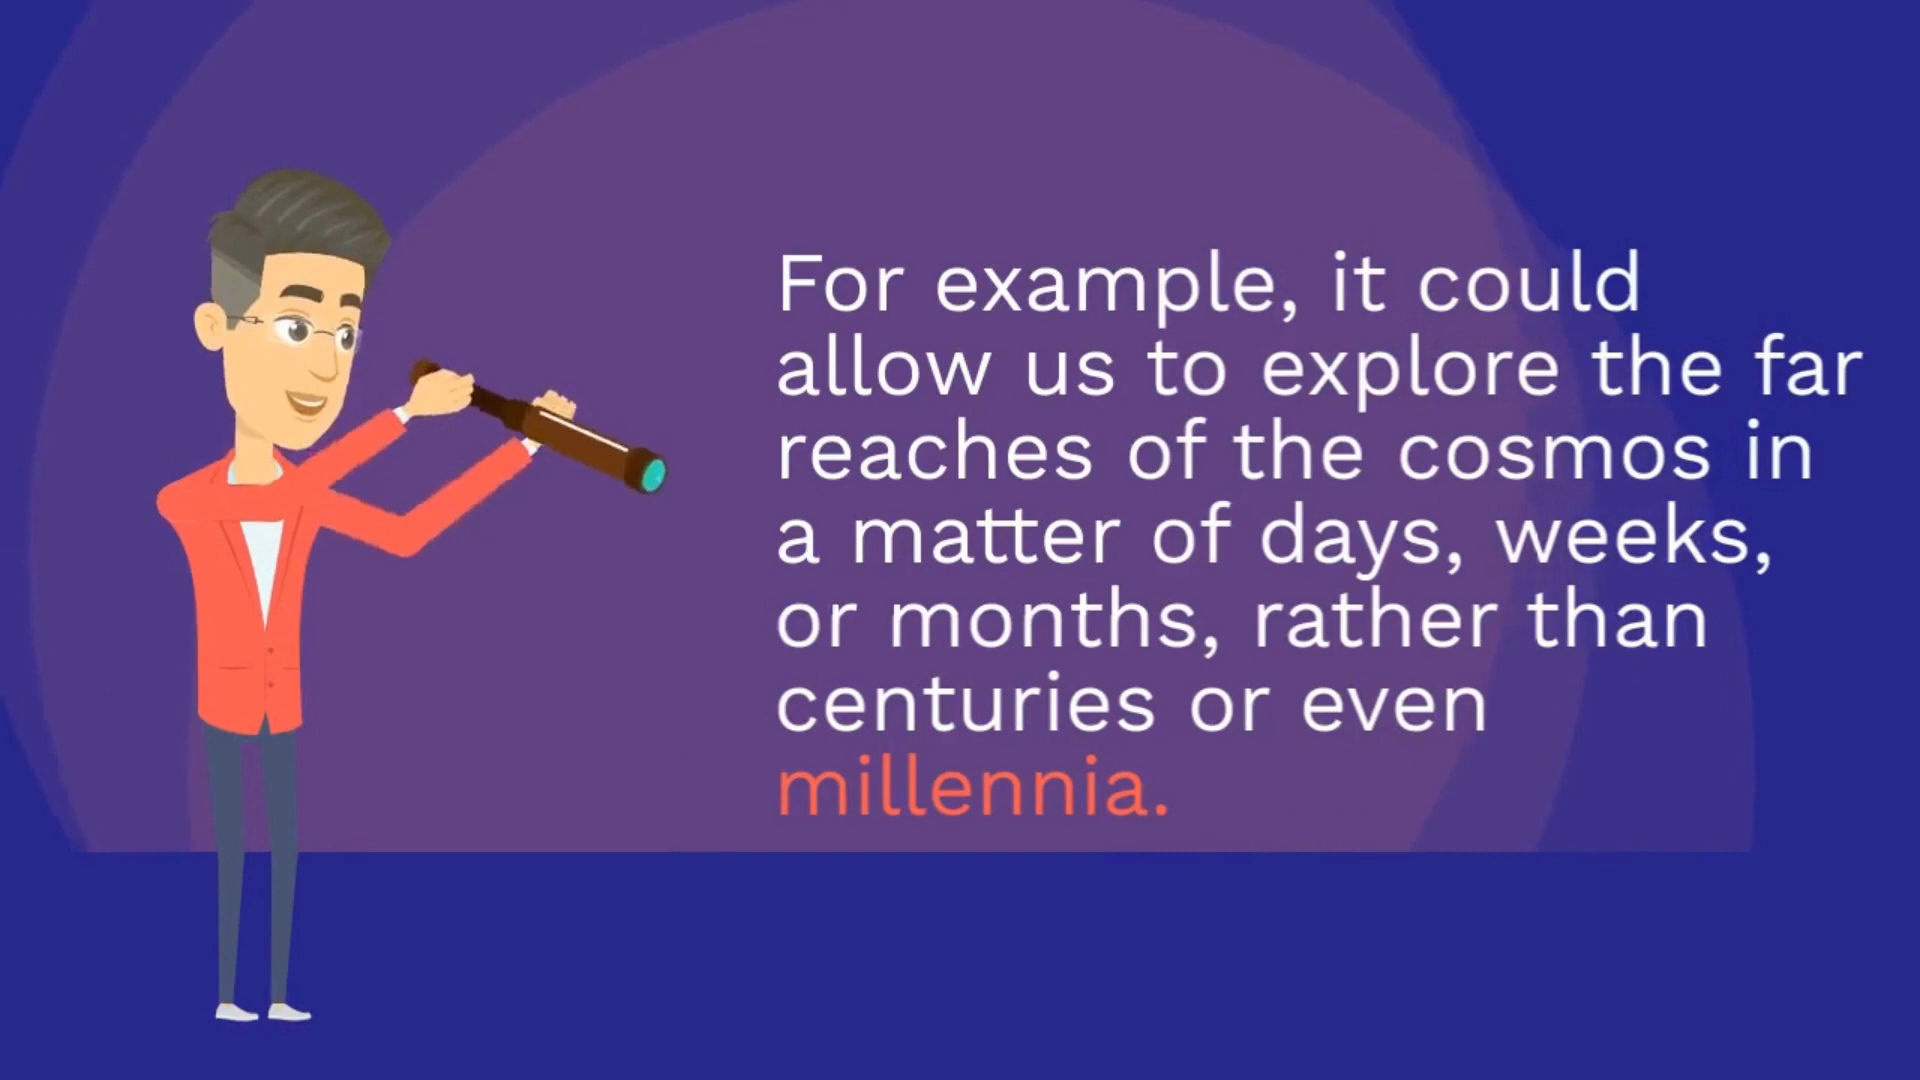 For example, it could
allow us to explore the far
reaches of the cosmos in
a matter of days, weeks,
or months, rather than
centuries or even
millennia.